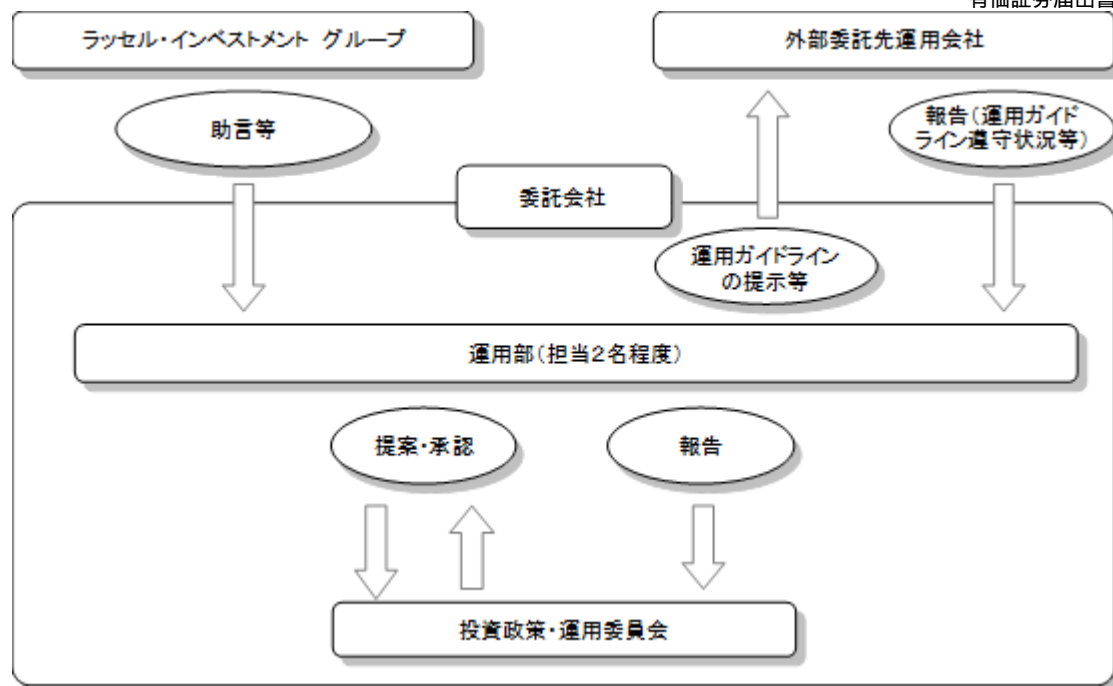 有価証券届出書
ラッセル・インベストメント グループ
外部委託先運用会社
助言等
報告(運用ガイド
ライン遵守状況等)
委託会社
運用ガイドライン
の提示等
運用部(担当2名程度)
提案・承認
報告
投資政策・運用委員会